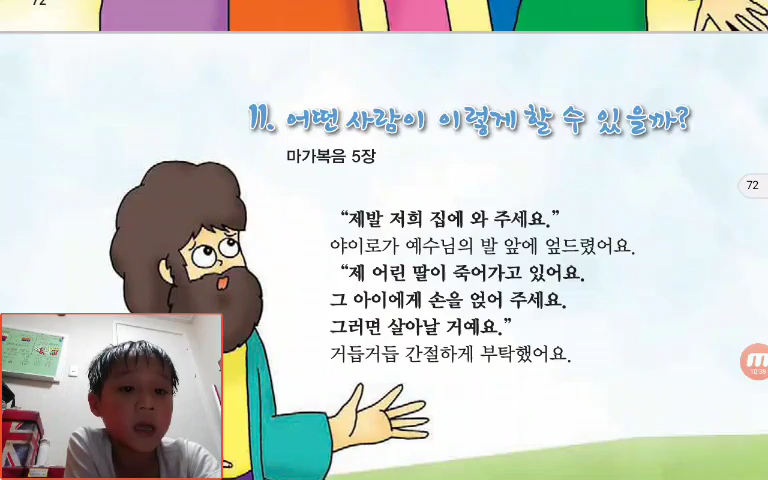 72
11. 어떤 사람이 이렇게 할 수 있을까?
마가복음 5장
72
“제발 저희 집에 와 주세요.”
야이로가 예수님의 발 앞에 엎드렸어요.
“제 어린 딸이 죽어가고 있어요.
그 아이에게 손을 얹어 주세요.
그러면 살아날 거예요.”
거듭거듭 간절하게 부탁했어요.